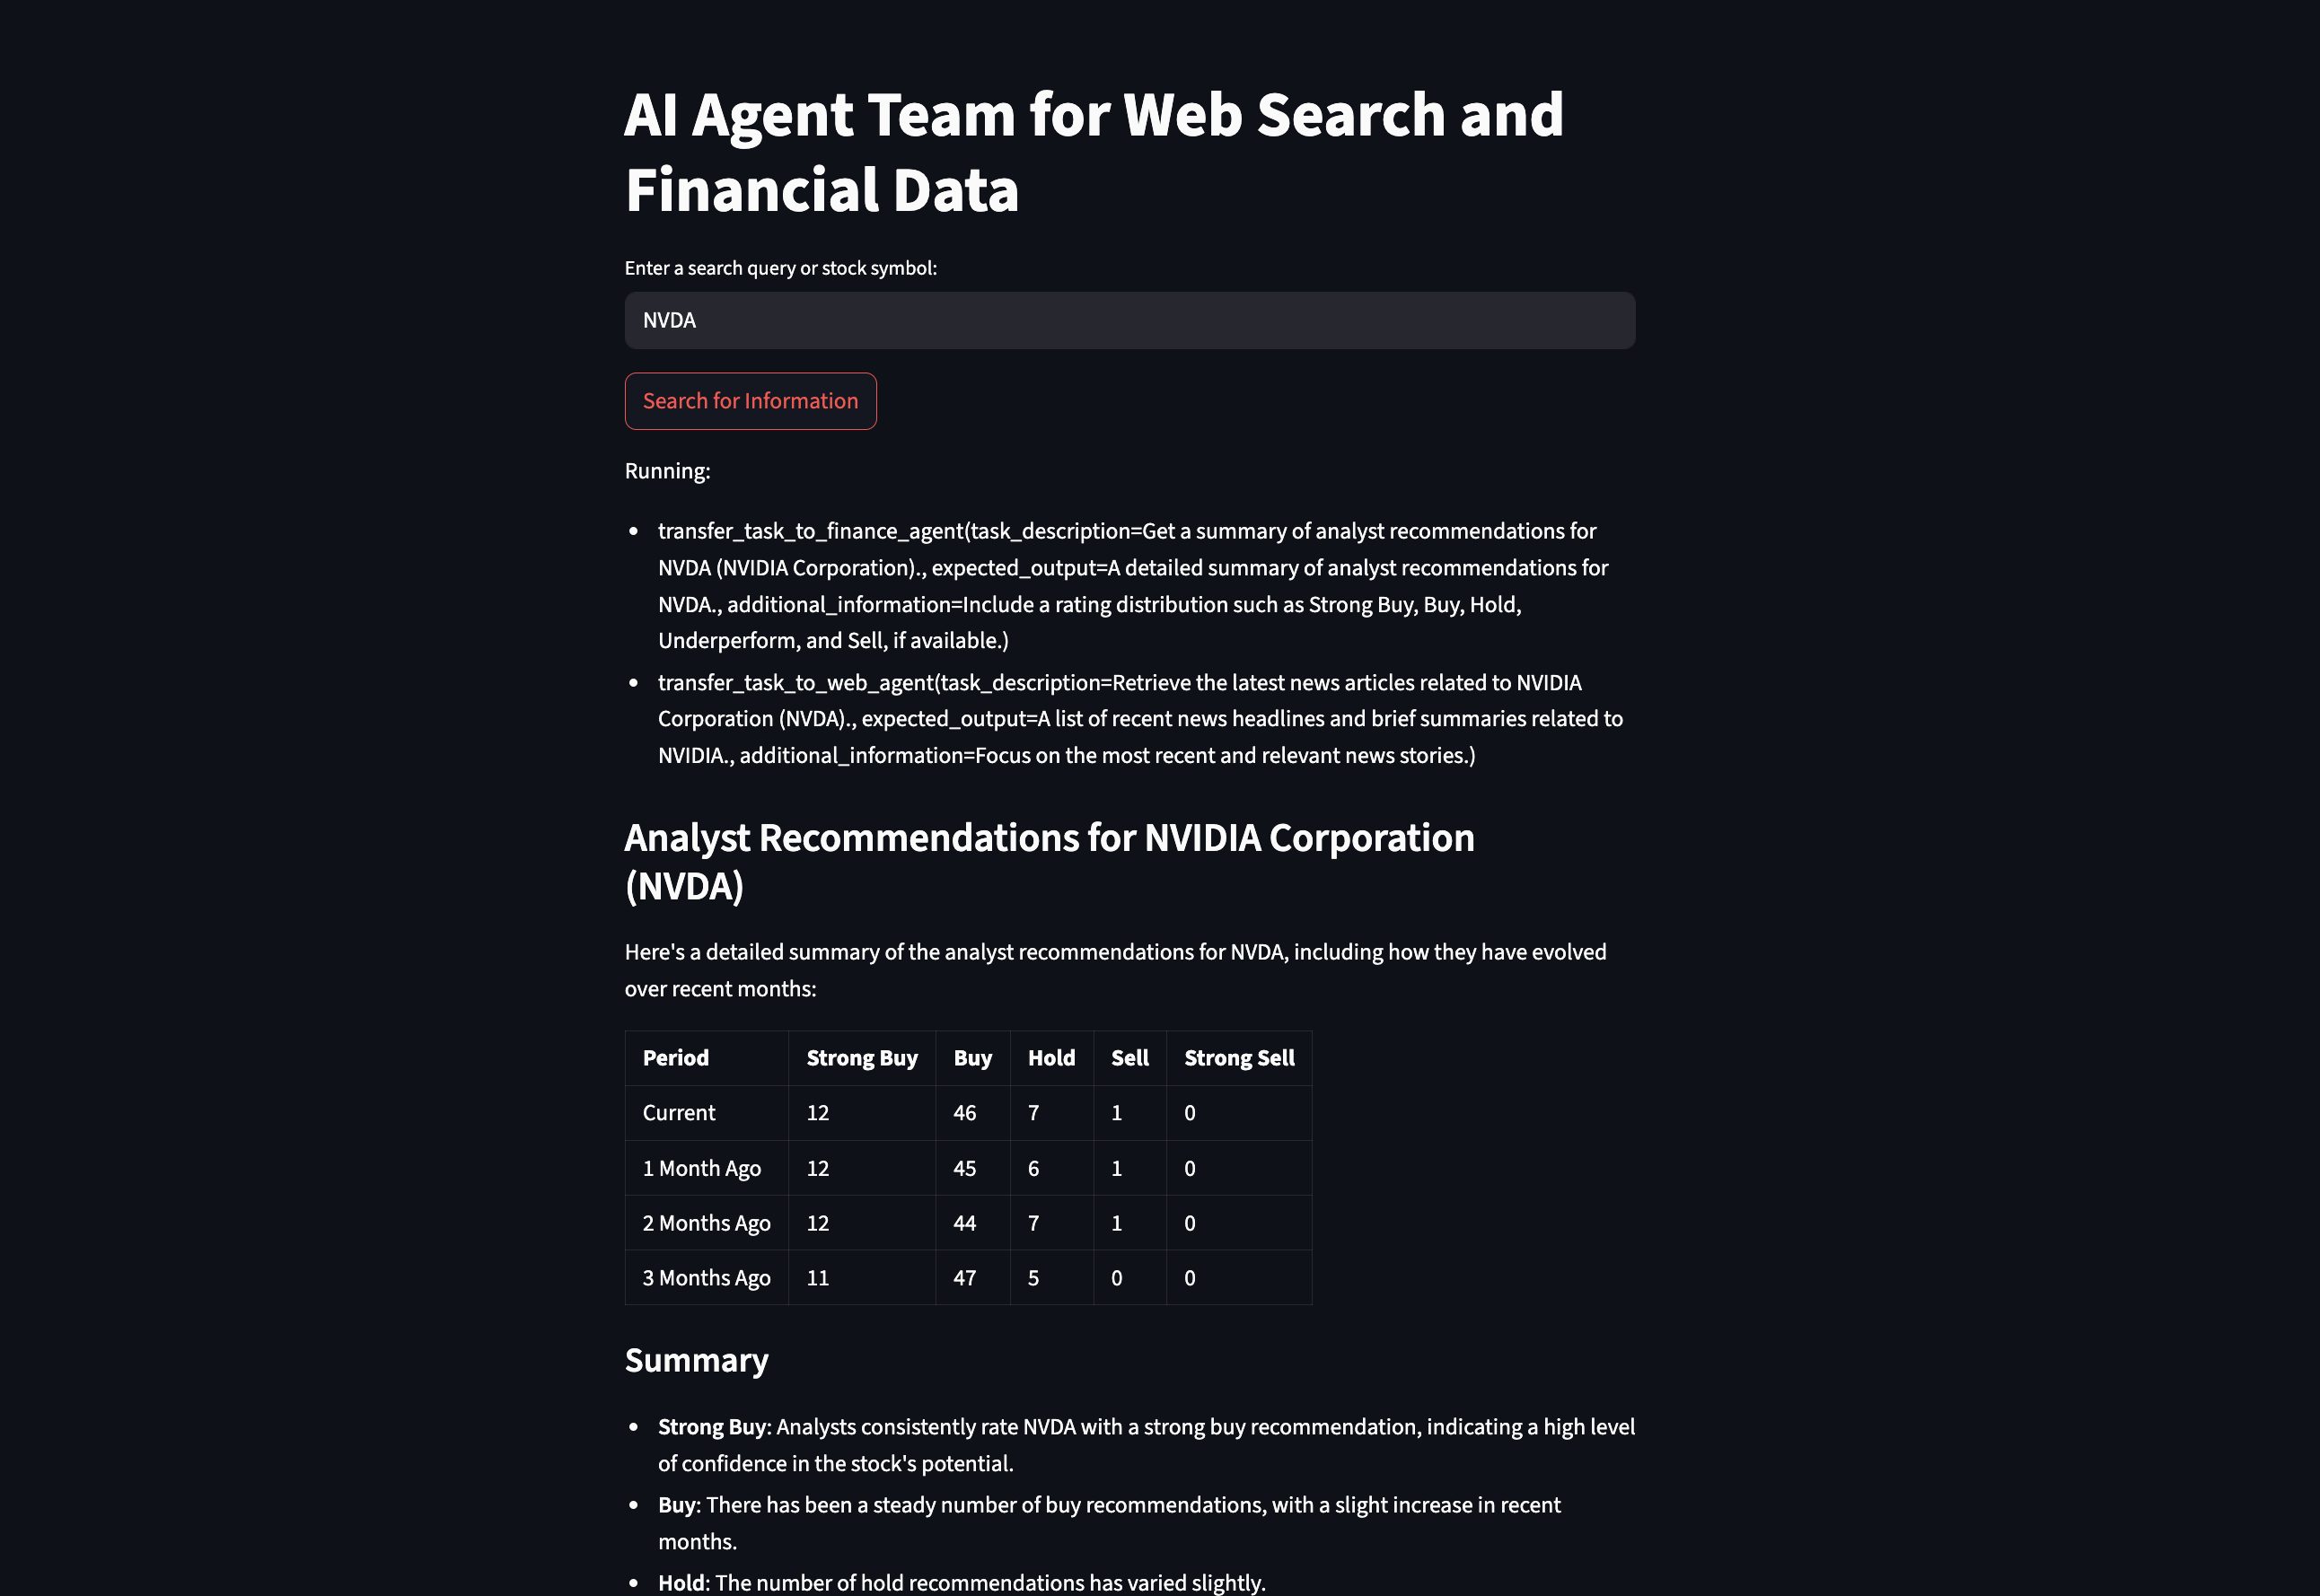 AI Agent Team for Web Search and
Financial Data
Enter a search query or stock symbol:
NVDA
Search for Information
Running:
• transfer_task_to_finance_agent(task_description=Get a summary of analyst recommendations for
NVDA (NVIDIA Corporation)., expected_output=A detailed summary of analyst recommendations for
NVDA., additional_information=Include a rating distribution such as Strong Buy, Buy, Hold,
Underperform, and Sell, if available.)
• transfer_task_to_web_agent(task_description=Retrieve the latest news articles related to NVIDIA
Corporation (NVDA)., expected_output=A list of recent news headlines and brief summaries related to
NVIDIA., additional_information=Focus on the most recent and relevant news stories.)
Analyst Recommendations for NVIDIA Corporation
(NVDA)
Here's a detailed summary of the analyst recommendations for NVDA, including how they have evolved
over recent months:
Period Strong Buy Buy Hold Sell Strong Sell
Current 12 46 7 1 0
1 Month Ago 12 45 6 1 0
2 Months Ago 12 44 7 1 0
3 Months Ago 11 47 5 0 0
Summary
• Strong Buy: Analysts consistently rate NVDA with a strong buy recommendation, indicating a high level
of confidence in the stock's potential.
• Buy: There has been a steady number of buy recommendations, with a slight increase in recent
months.
• Hold: The number of hold recommendations has varied slightly.